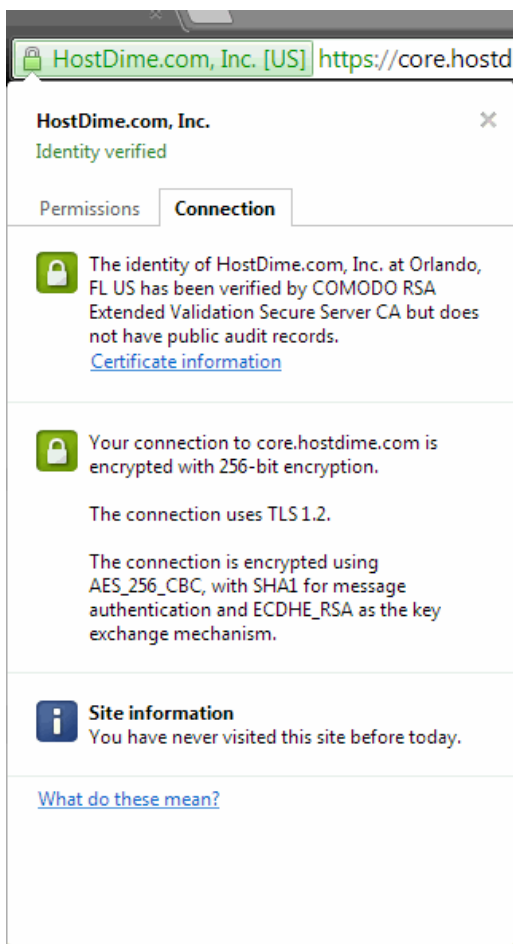 HostDime.com, Inc. [US] https://core.hostd
HostDime.com, Inc.
Identity verified
Permissions Connection
The identity of HostDime.com, Inc. at Orlando,
FL US has been verified by COMODO RSA
Extended Validation Secure Server CA but does
not have public audit records.
Certificate information
Your connection to core.hostdime.com is
encrypted with 256-bit encryption.
The connection uses TLS 1.2.
The connection is encrypted using
AES_256_CBC, with SHA1 for message
authentication and ECDHE_RSA as the key
exchange mechanism.
Site information
You have never visited this site before today.
What do these mean?